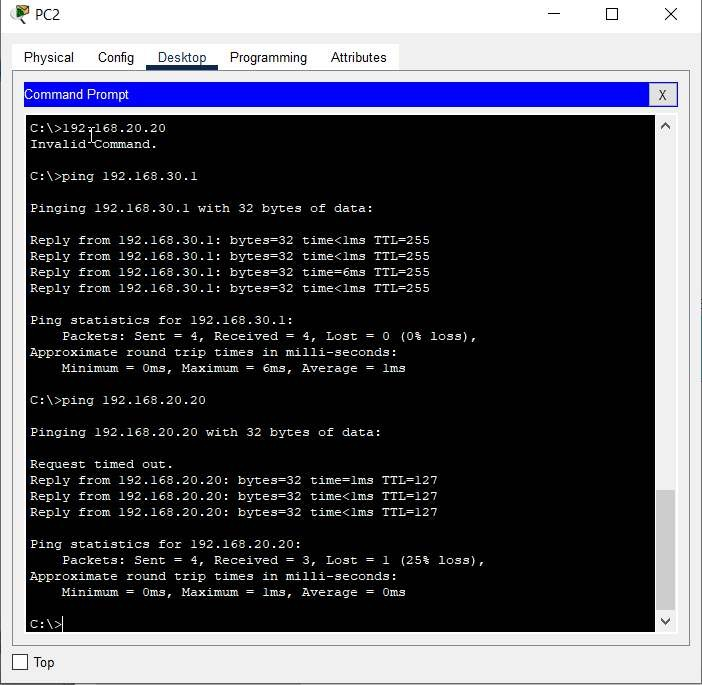 PC2
Physical Config Desktop Programming Attributes
Command Prompt X
C:\>192.168.20.20
Invalid Command.
C:\>ping 192.168.30.1
Pinging 192.168.30.1 with 32 bytes of data:
Reply from 192.168.30.1: bytes=32 time<1ms TTL=255
Reply from 192.168.30.1: bytes=32 time<1ms TTL=255
Reply from 192.168.30.1: bytes=32 time=6ms TTL=255
Reply from 192.168.30.1: bytes=32 time<1ms TTL=255
Ping statistics for 192.168.30.1:
Packets: Sent = 4, Received = 4, Lost = 0 (0% loss),
Approximate round trip times in milli-seconds:
Minimum = 0ms, Maximum = 6ms, Average = 1ms
C:\>ping 192.168.20.20
Pinging 192.168.20.20 with 32 bytes of data:
Request timed out.
Reply from 192.168.20.20: bytes=32 time=1ms TTL=127
Reply from 192.168.20.20: bytes=32 time<1ms TTL=127
Reply from 192.168.20.20: bytes=32 time<1ms TTL=127
Ping statistics for 192.168.20.20:
Packets: Sent = 4, Received = 3, Lost = 1 (25% loss),
Approximate round trip times in milli-seconds:
Minimum = 0ms, Maximum = 1ms, Average = 0ms
C:\>
Top